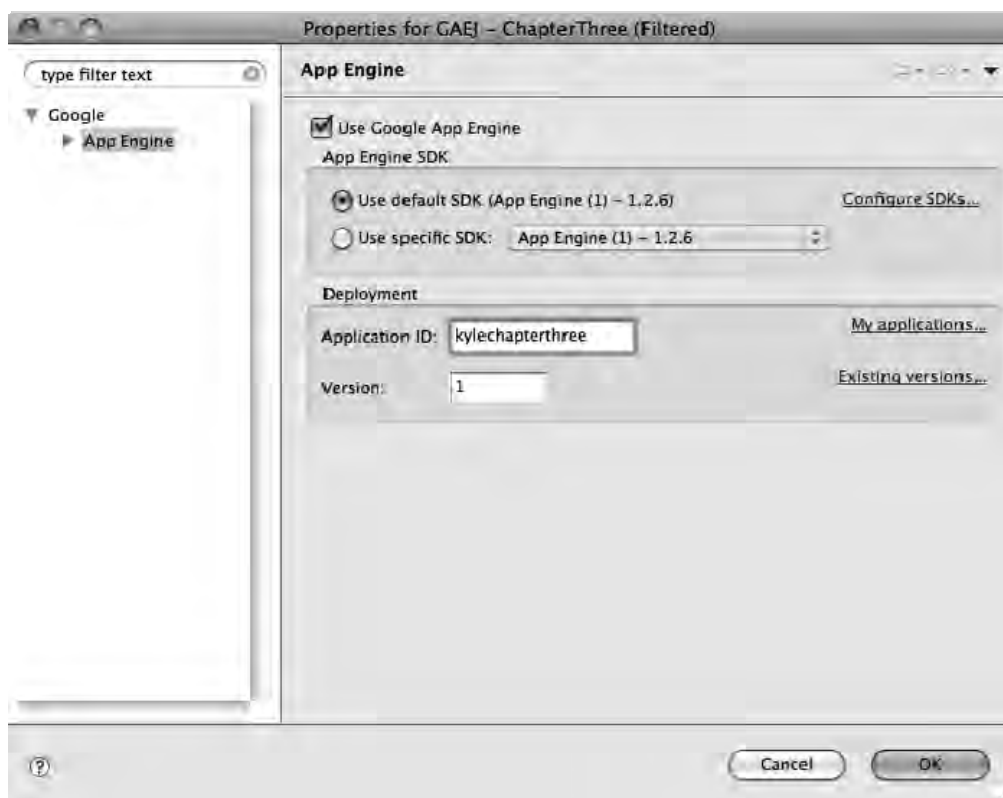 Properties for GAEJ – ChapterThree (Filtered)
type filter text
Google
App Engine
App Engine
Use Google App Engine
App Engine SDK
Use default SDK (App Engine (1) – 1.2.6)
Configure SDKs...
Use specific SDK:
App Engine (1) – 1.2.6
Deployment
Application ID:
kylechapterthree
My applications...
Version:
1
Existing versions...
?
Cancel
OK